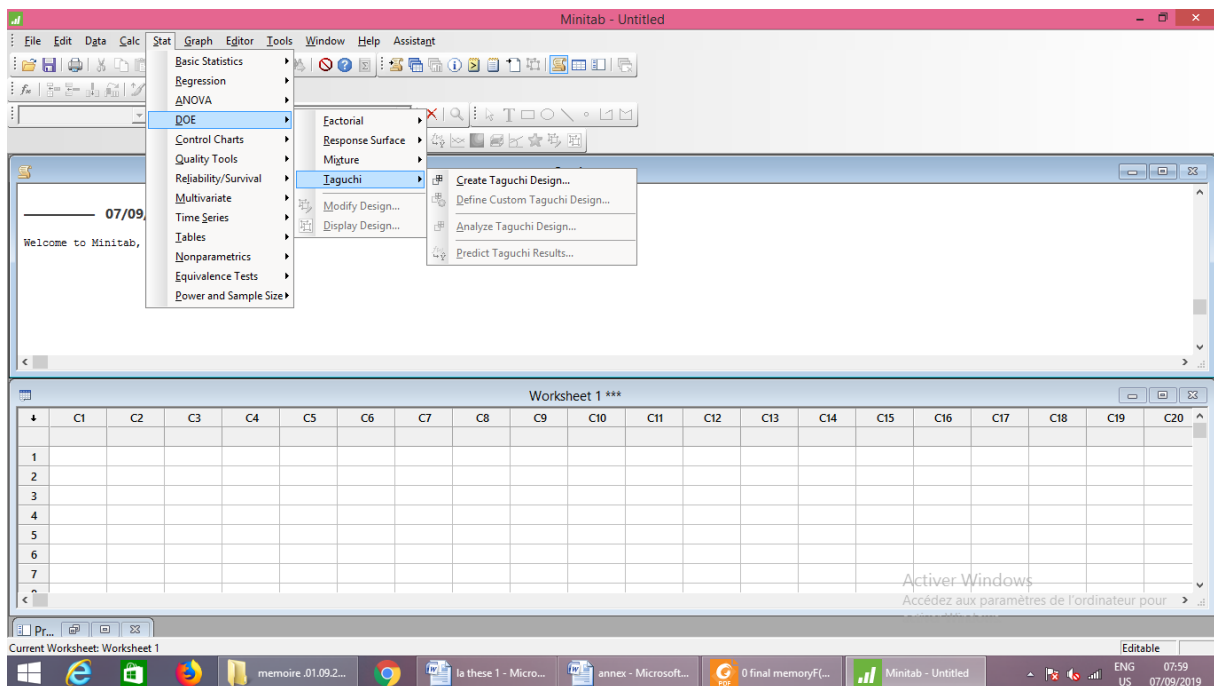 Minitab - Untitled
File Edit Data Calc Stat Graph Editor Tools Window Help Assistant
Basic Statistics
Regression
ANOVA
DOE
Control Charts
Quality Tools
Reliability/Survival
Multivariate
Time Series
Tables
Nonparametrics
Equivalence Tests
Power and Sample Size
Factorial
Response Surface
Mixture
Taguchi
Modify Design...
Display Design...
Create Taguchi Design...
Define Custom Taguchi Design...
Analyze Taguchi Design...
Predict Taguchi Results...
07/09/
Welcome to Minitab,
Worksheet 1 ***
C1 C2 C3 C4 C5 C6 C7 C8 C9 C10 C11 C12 C13 C14 C15 C16 C17 C18 C19 C20
1
2
3
4
5
6
7
Activer Windows
Accédez aux paramètres de l'ordinateur pour
Pr...
Current Worksheet: Worksheet 1
Editable
memoire .01.09.2...
la these 1 - Micro...
annex - Microsoft...
0 final memoryF(...
Minitab - Untitled
ENG
US
07:59
07/09/2019